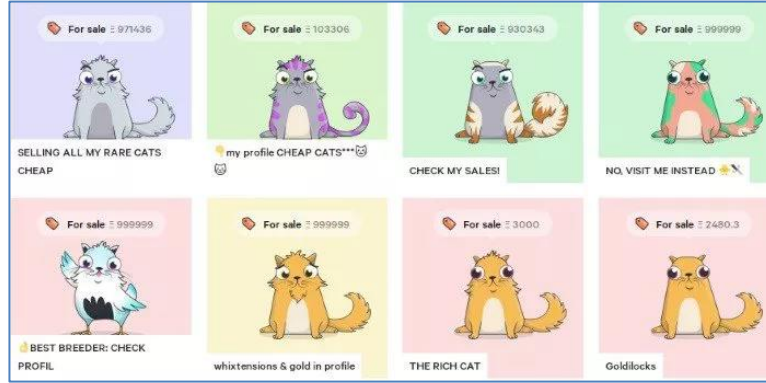 For sale Ξ 971436
For sale Ξ 103306
For sale Ξ 930343
For sale Ξ 999999
SELLING ALL MY RARE CATS
CHEAP
👇my profile CHEAP CATS***🐱
🐱
CHECK MY SALES!
NO, VISIT ME INSTEAD
For sale Ξ 999999
For sale Ξ 999999
For sale Ξ 3000
For sale Ξ 2480.3
👌BEST BREEDER: CHECK
PROFIL
whixtensions & gold in profile
THE RICH CAT
Goldilocks